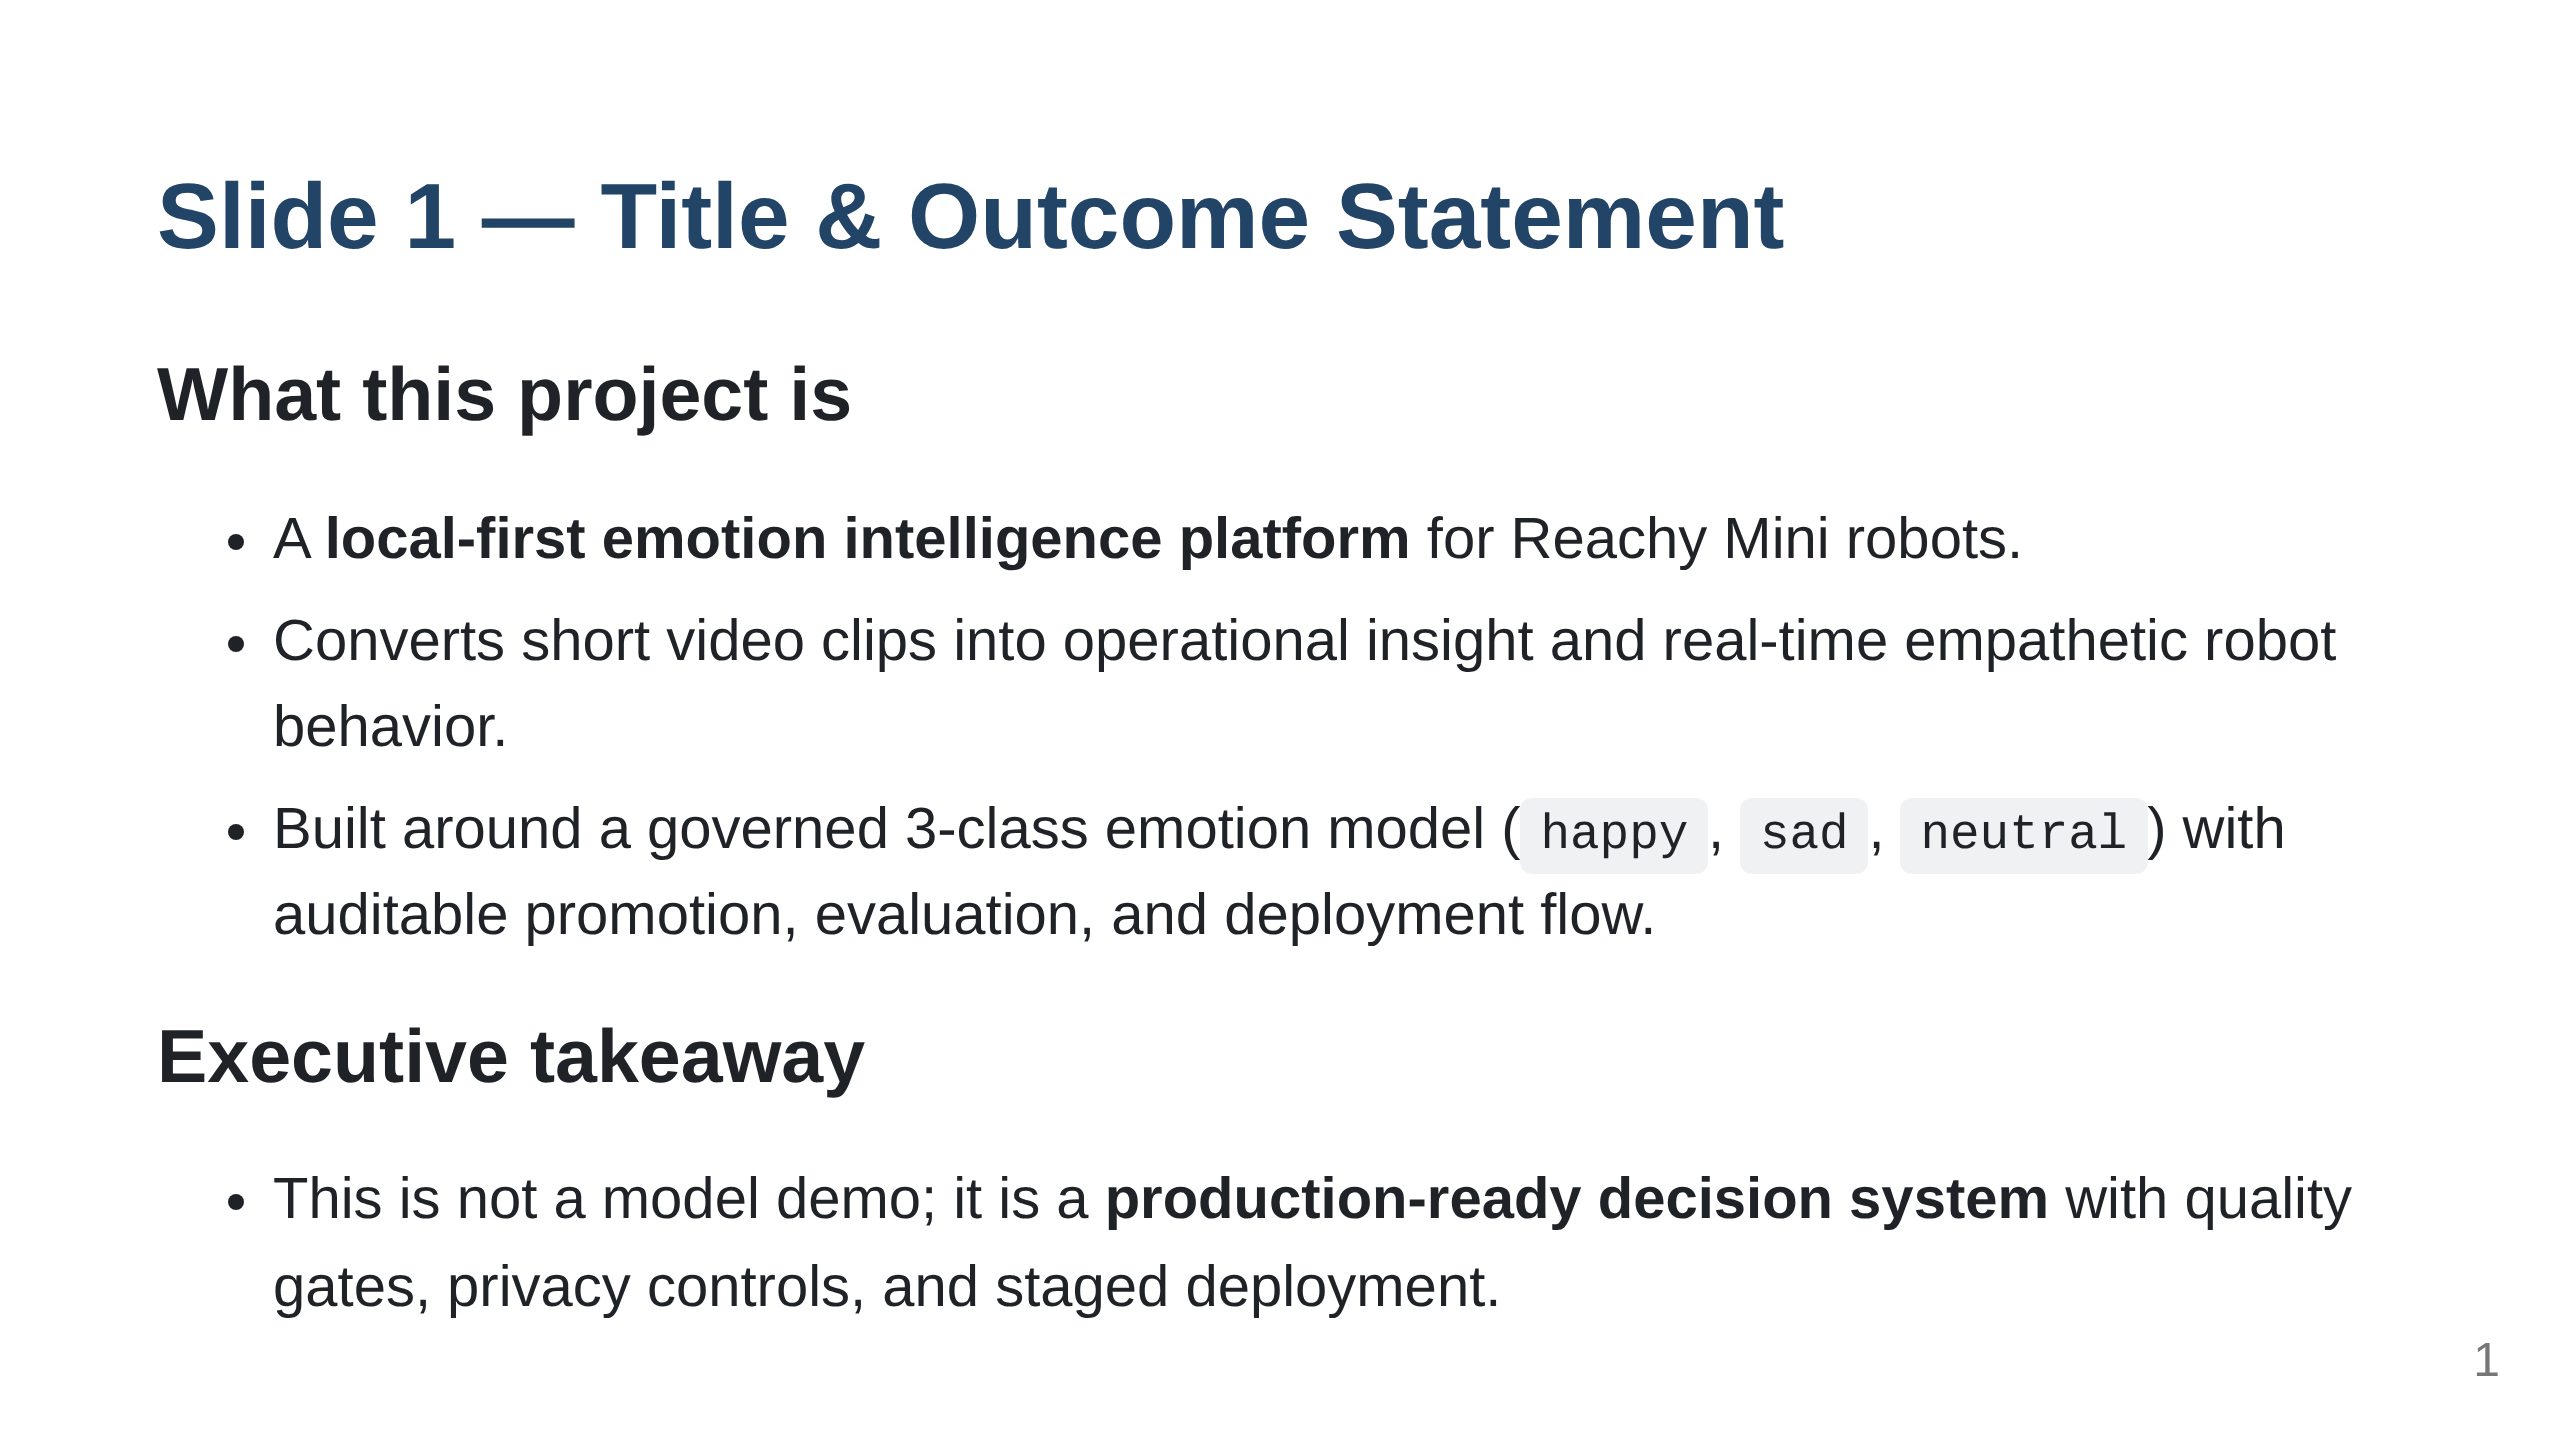 Slide 1 — Title & Outcome Statement
What this project is
• A local-first emotion intelligence platform for Reachy Mini robots.
• Converts short video clips into operational insight and real-time empathetic robot
behavior.
• Built around a governed 3-class emotion model (happy, sad, neutral) with
auditable promotion, evaluation, and deployment flow.
Executive takeaway
• This is not a model demo; it is a production-ready decision system with quality
gates, privacy controls, and staged deployment.
1